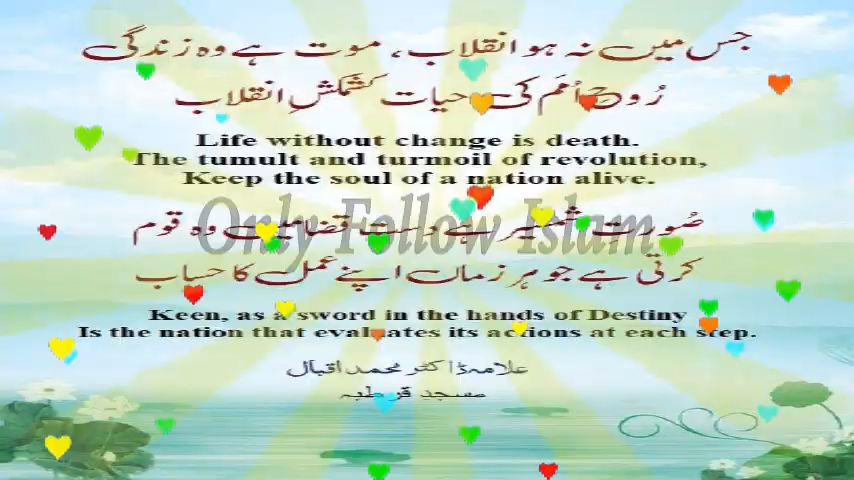 جس میں نہ ہو انقلاب، موت ہے وہ زندگی
رُوحِ اُمَم کی حیات کشمکشِ انقلاب
Life without change is death.
The tumult and turmoil of revolution,
Keep the soul of a nation alive.
صُورتِ شمشیر ہے دستِ قضا میں وہ قوم
Only Follow Islam
کرتی ہے جو ہر زماں اپنے عمل کا حساب
Keen, as a sword in the hands of Destiny
Is the nation that evaluates its actions at each step.
علامہ ڈاکٹر محمد اقبال
مسجدِ قرطبہ